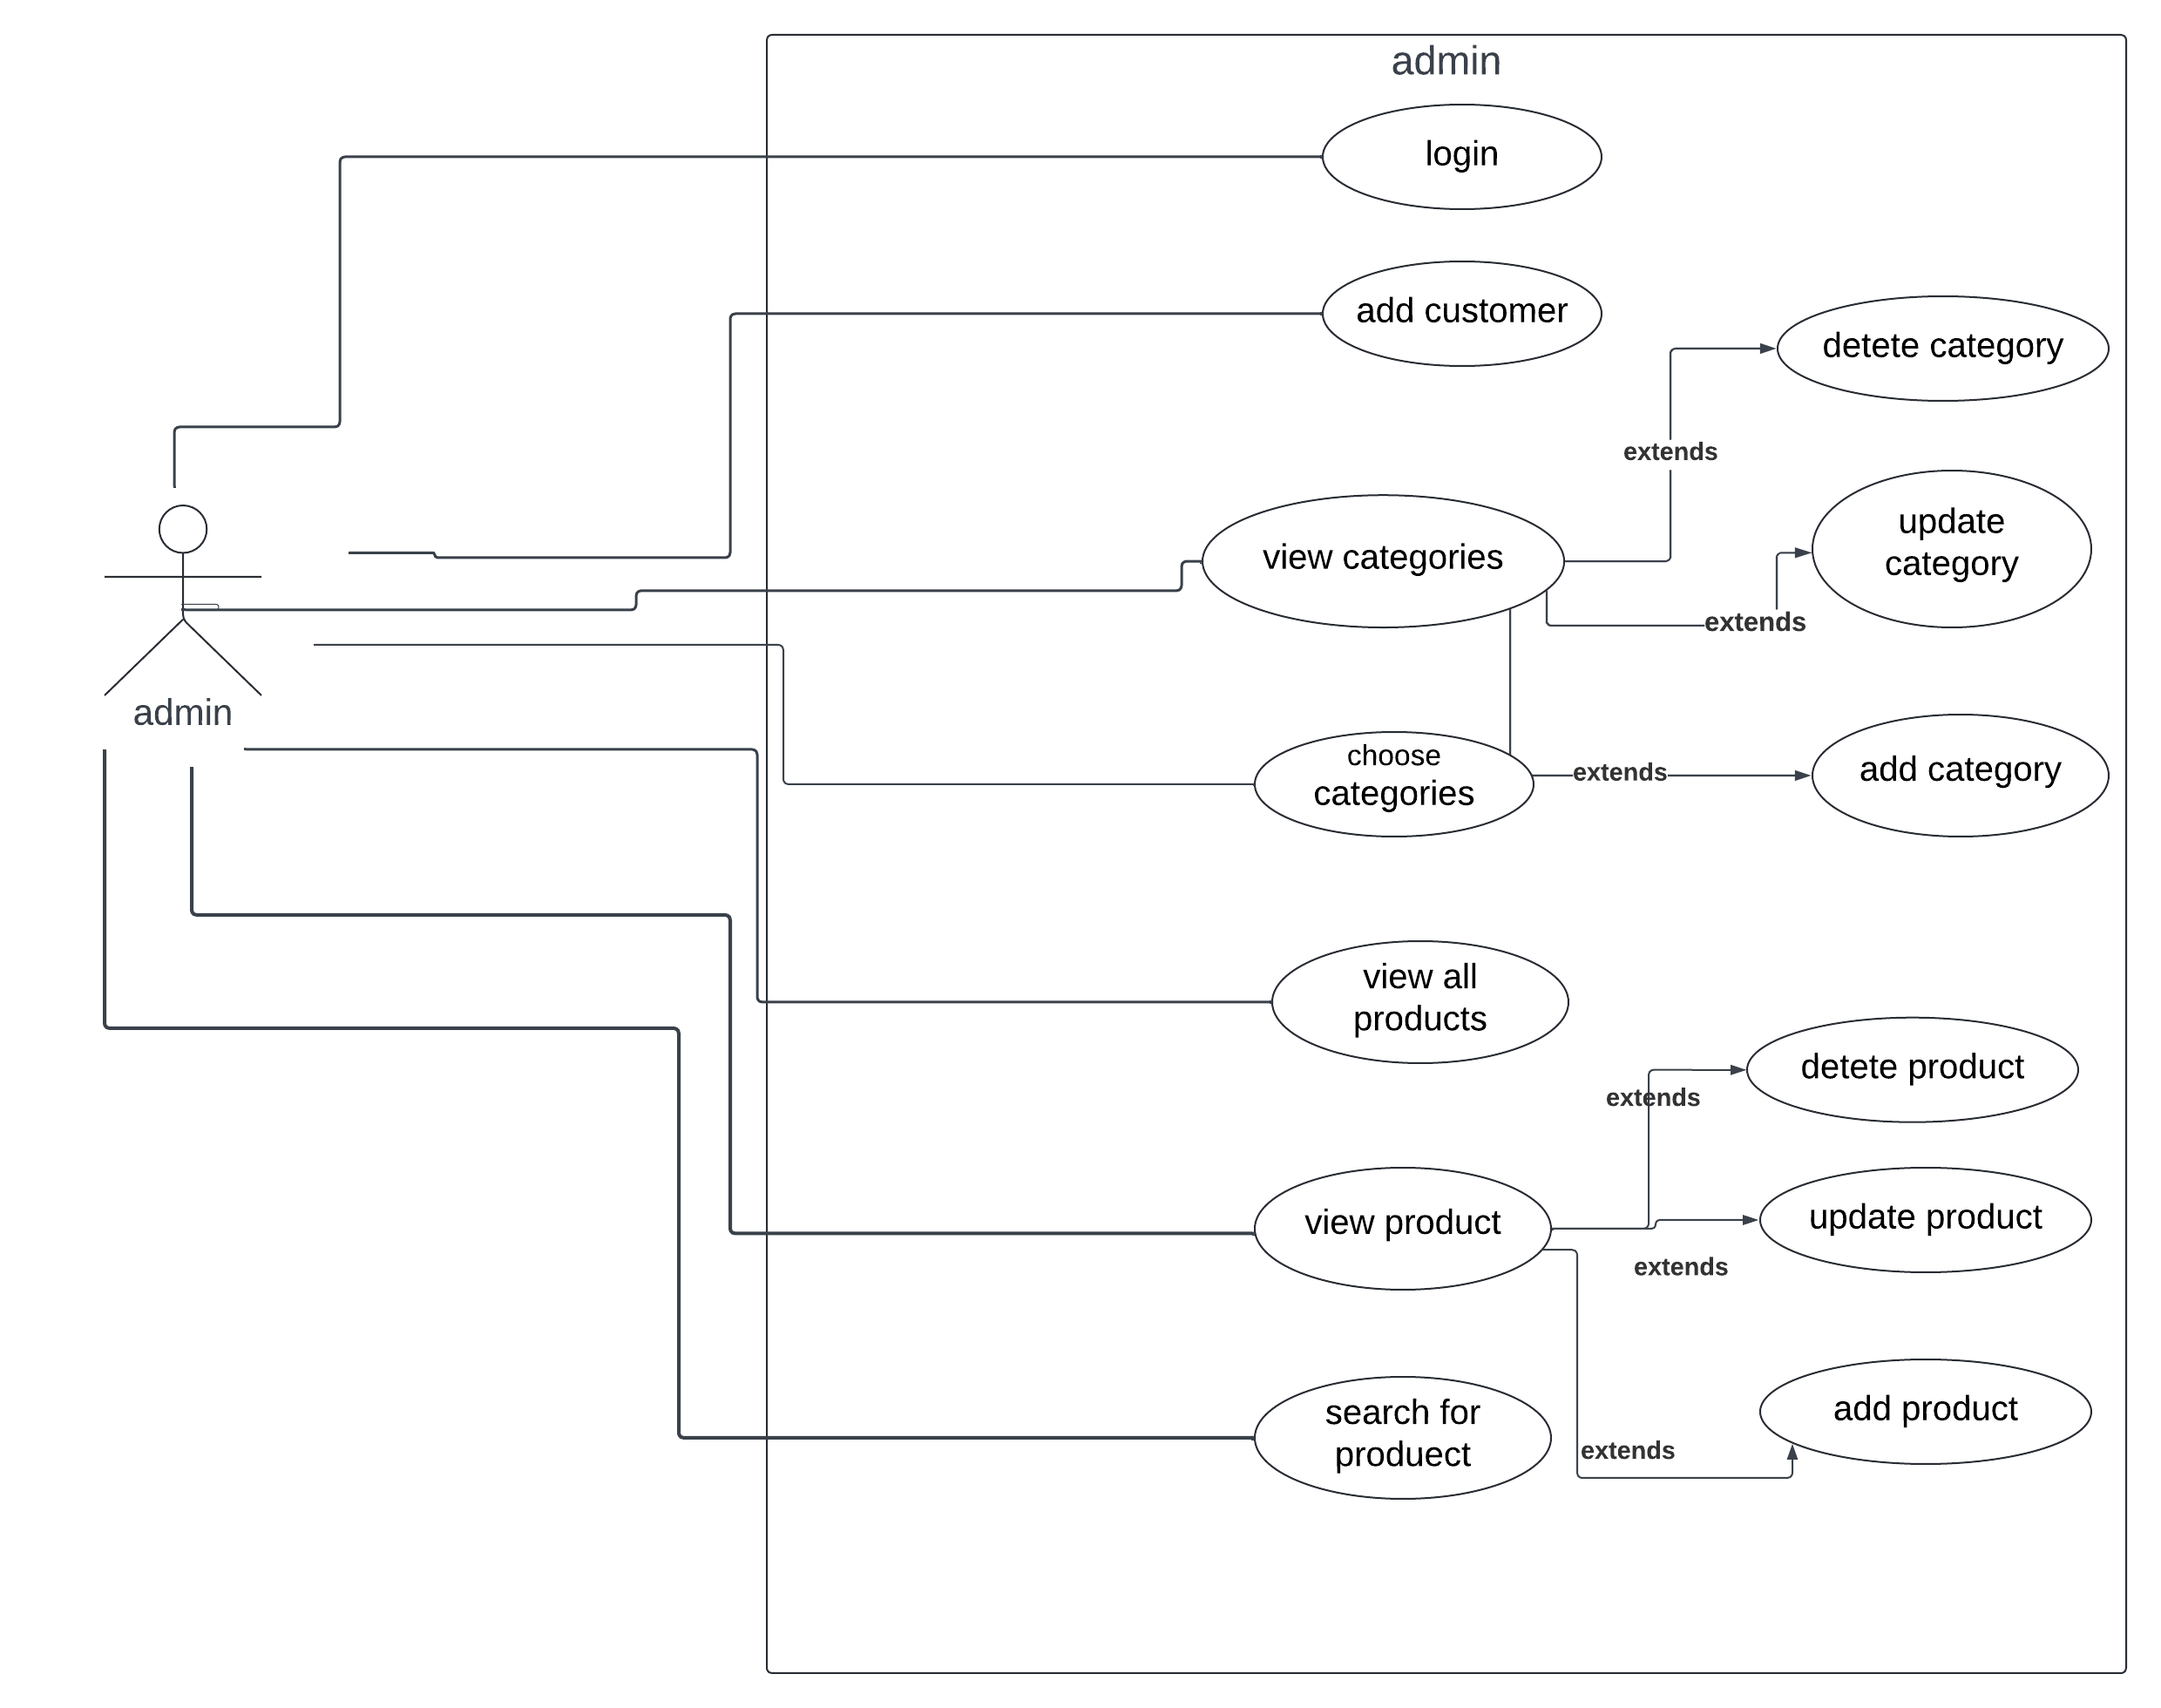 admin
login
add customer
detete category
extends
update
category
view categories
extends
admin
choose
categories
extends
add category
view all
products
detete product
extends
view product
update product
extends
search for
produect
add product
extends